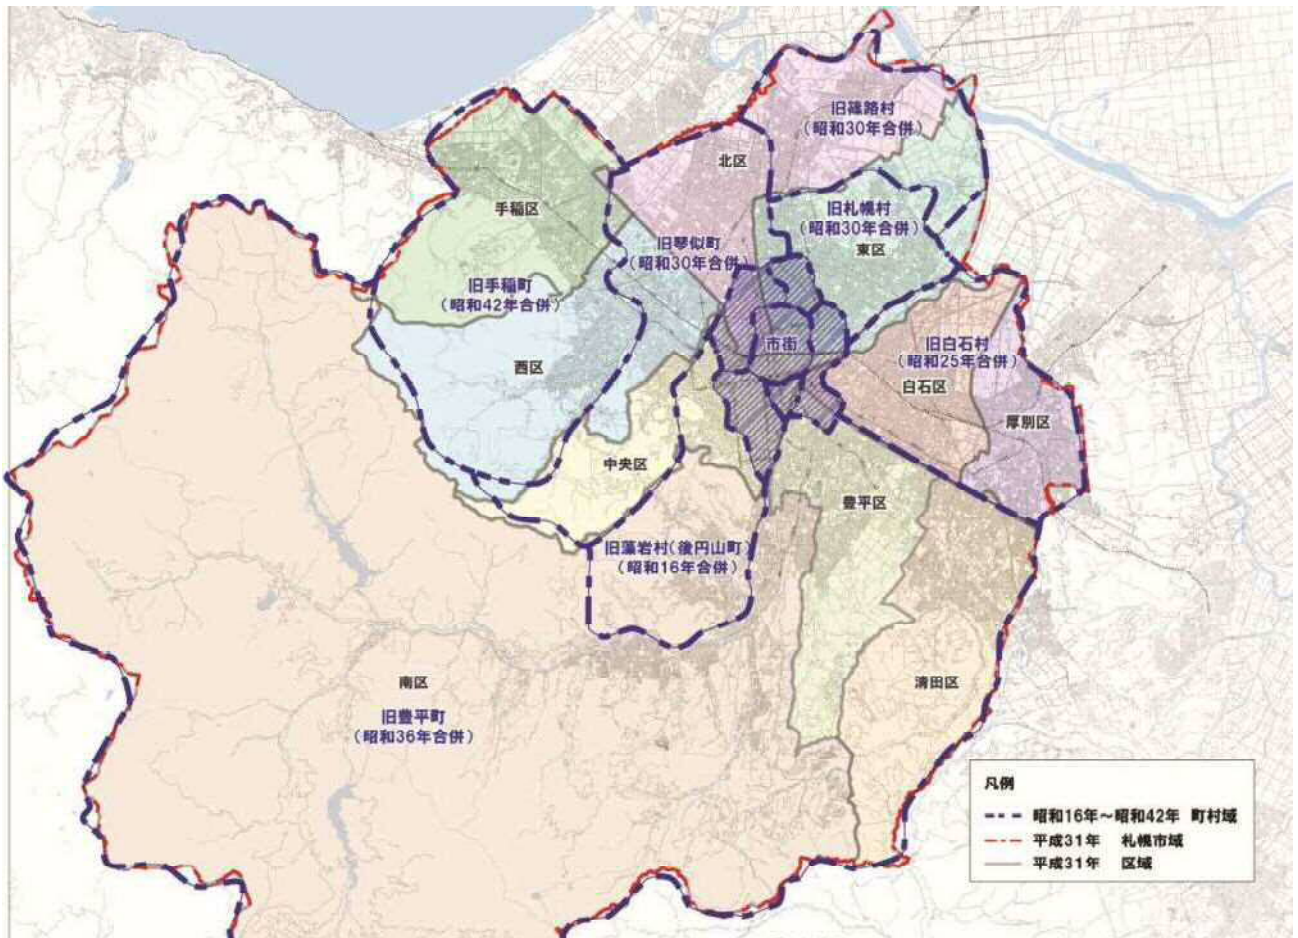 旧篠路村
(昭和30年合併)
北区
手稲区
旧札幌村
(昭和30年合併)
東区
旧琴似町
(昭和30年合併)
旧手稲町
(昭和42年合併)
市街
旧白石村
(昭和25年合併)
西区
白石区
厚別区
中央区
豊平区
旧藻岩村(後円山町)
(昭和16年合併)
南区
清田区
旧豊平町
(昭和36年合併)
凡例
昭和16年~昭和42年 町村域
平成31年 札幌市域
平成31年 区域